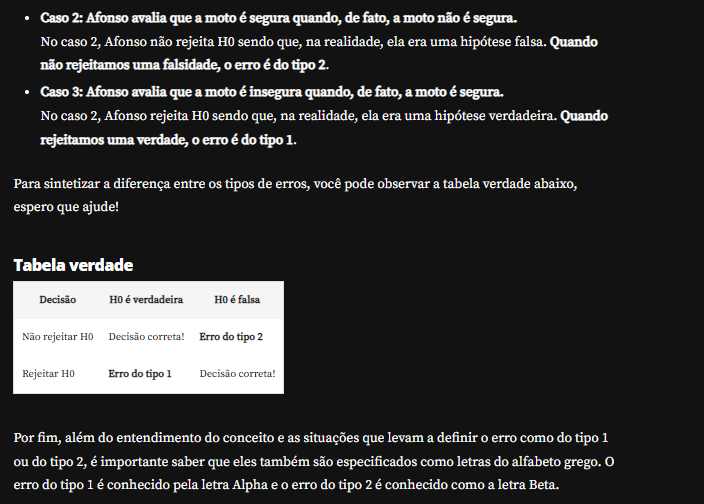 • Caso 2: Afonso avalia que a moto é segura quando, de fato, a moto não é segura.
No caso 2, Afonso não rejeita H0 sendo que, na realidade, ela era uma hipótese falsa. Quando
não rejeitamos uma falsidade, o erro é do tipo 2.
• Caso 3: Afonso avalia que a moto é insegura quando, de fato, a moto é segura.
No caso 2, Afonso rejeita H0 sendo que, na realidade, ela era uma hipótese verdadeira. Quando
rejeitamos uma verdade, o erro é do tipo 1.
Para sintetizar a diferença entre os tipos de erros, você pode observar a tabela verdade abaixo,
espero que ajude!
Tabela verdade
Decisão H0 é verdadeira H0 é falsa
Não rejeitar H0 Decisão correta! Erro do tipo 2
Rejeitar H0 Erro do tipo 1 Decisão correta!
Por fim, além do entendimento do conceito e as situações que levam a definir o erro como do tipo 1
ou do tipo 2, é importante saber que eles também são especificados como letras do alfabeto grego. O
erro do tipo 1 é conhecido pela letra Alpha e o erro do tipo 2 é conhecido como a letra Beta.